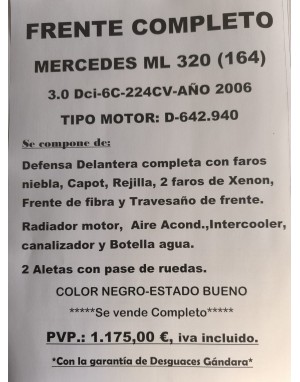 FRENTE COMPLETO
MERCEDES ML 320 (164)
3.0 Dci-6C-224CV-AÑO 2006
TIPO MOTOR: D-642.940
Se compone de:
Defensa Delantera completa con faros
niebla, Capot, Rejilla, 2 faros de Xenon,
Frente de fibra y Travesaño de frente.
Radiador motor, Aire Acond.,Intercooler,
canalizador y Botella agua.
2 Aletas con pase de ruedas.
COLOR NEGRO-ESTADO BUENO
*****Se vende Completo*****
PVP.: 1.175,00 €, iva incluido.
*Con la garantía de Desguaces Gándara*